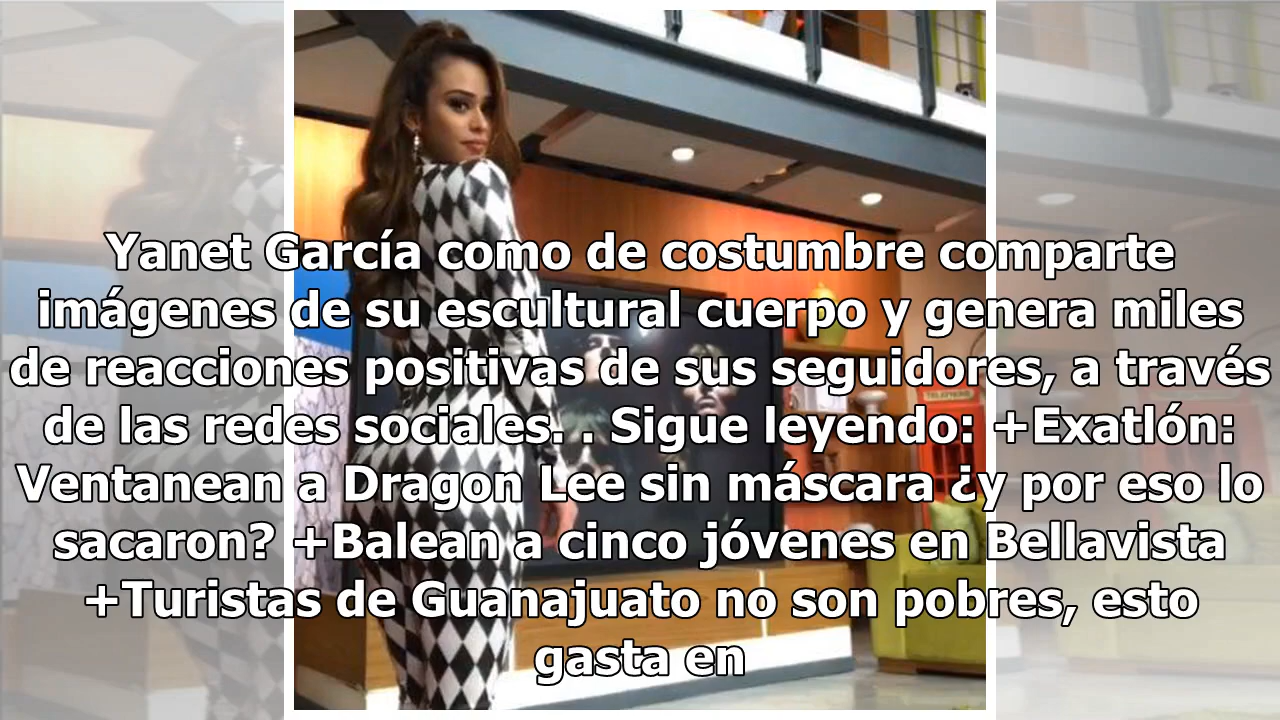 Yanet García como de costumbre comparte
imágenes de su escultural cuerpo y genera miles
de reacciones positivas de sus seguidores, a través
de las redes sociales. . Sigue leyendo: +Exatlón:
Ventanean a Dragon Lee sin máscara ¿y por eso lo
sacaron? +Balean a cinco jóvenes en Bellavista
+Turistas de Guanajuato no son pobres, esto
gasta en
TELEPHONE